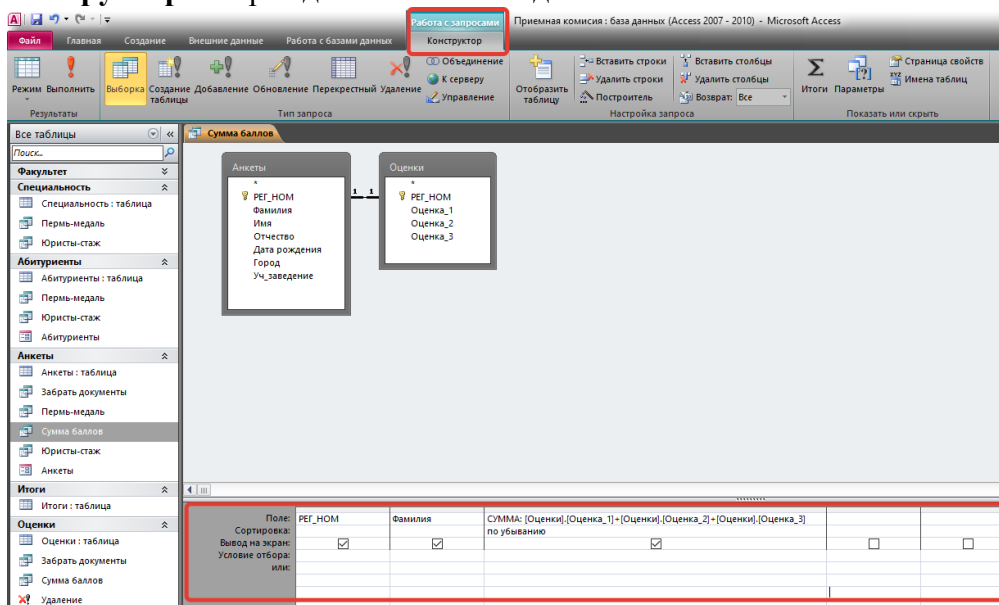 Работа с запросами
Приемная комисия : база данных (Access 2007 - 2010) - Microsoft Access
Файл Главная Создание Внешние данные Работа с базами данных Конструктор
Режим Выполнить Выборка Создание таблицы Добавление Обновление Перекрестный Удаление
Объединение
К серверу
Управление
Отобразить таблицу
Вставить строки
Удалить строки
Построитель
Вставить столбцы
Удалить столбцы
Возврат: Все
Итоги Параметры
Страница свойств
Имена таблиц
Результаты Тип запроса Настройка запроса Показать или скрыть
Все таблицы
Поиск...
Факультет
Специальность
Специальность : таблица
Пермь-медаль
Юристы-стаж
Абитуриенты
Абитуриенты : таблица
Пермь-медаль
Юристы-стаж
Абитуриенты
Анкеты
Анкеты : таблица
Забрать документы
Пермь-медаль
Сумма баллов
Юристы-стаж
Анкеты
Итоги
Итоги : таблица
Оценки
Оценки : таблица
Забрать документы
Сумма баллов
Удаление
Сумма баллов
Анкеты
*
РЕГ_НОМ
Фамилия
Имя
Отчество
Дата рождения
Город
Уч_заведение
1 1
Оценки
*
РЕГ_НОМ
Оценка_1
Оценка_2
Оценка_3
Поле: РЕГ_НОМ Фамилия СУММА: [Оценки].[Оценка_1]+[Оценки].[Оценка_2]+[Оценки].[Оценка_3]
Сортировка: по убыванию
Вывод на экран:
Условие отбора:
или: